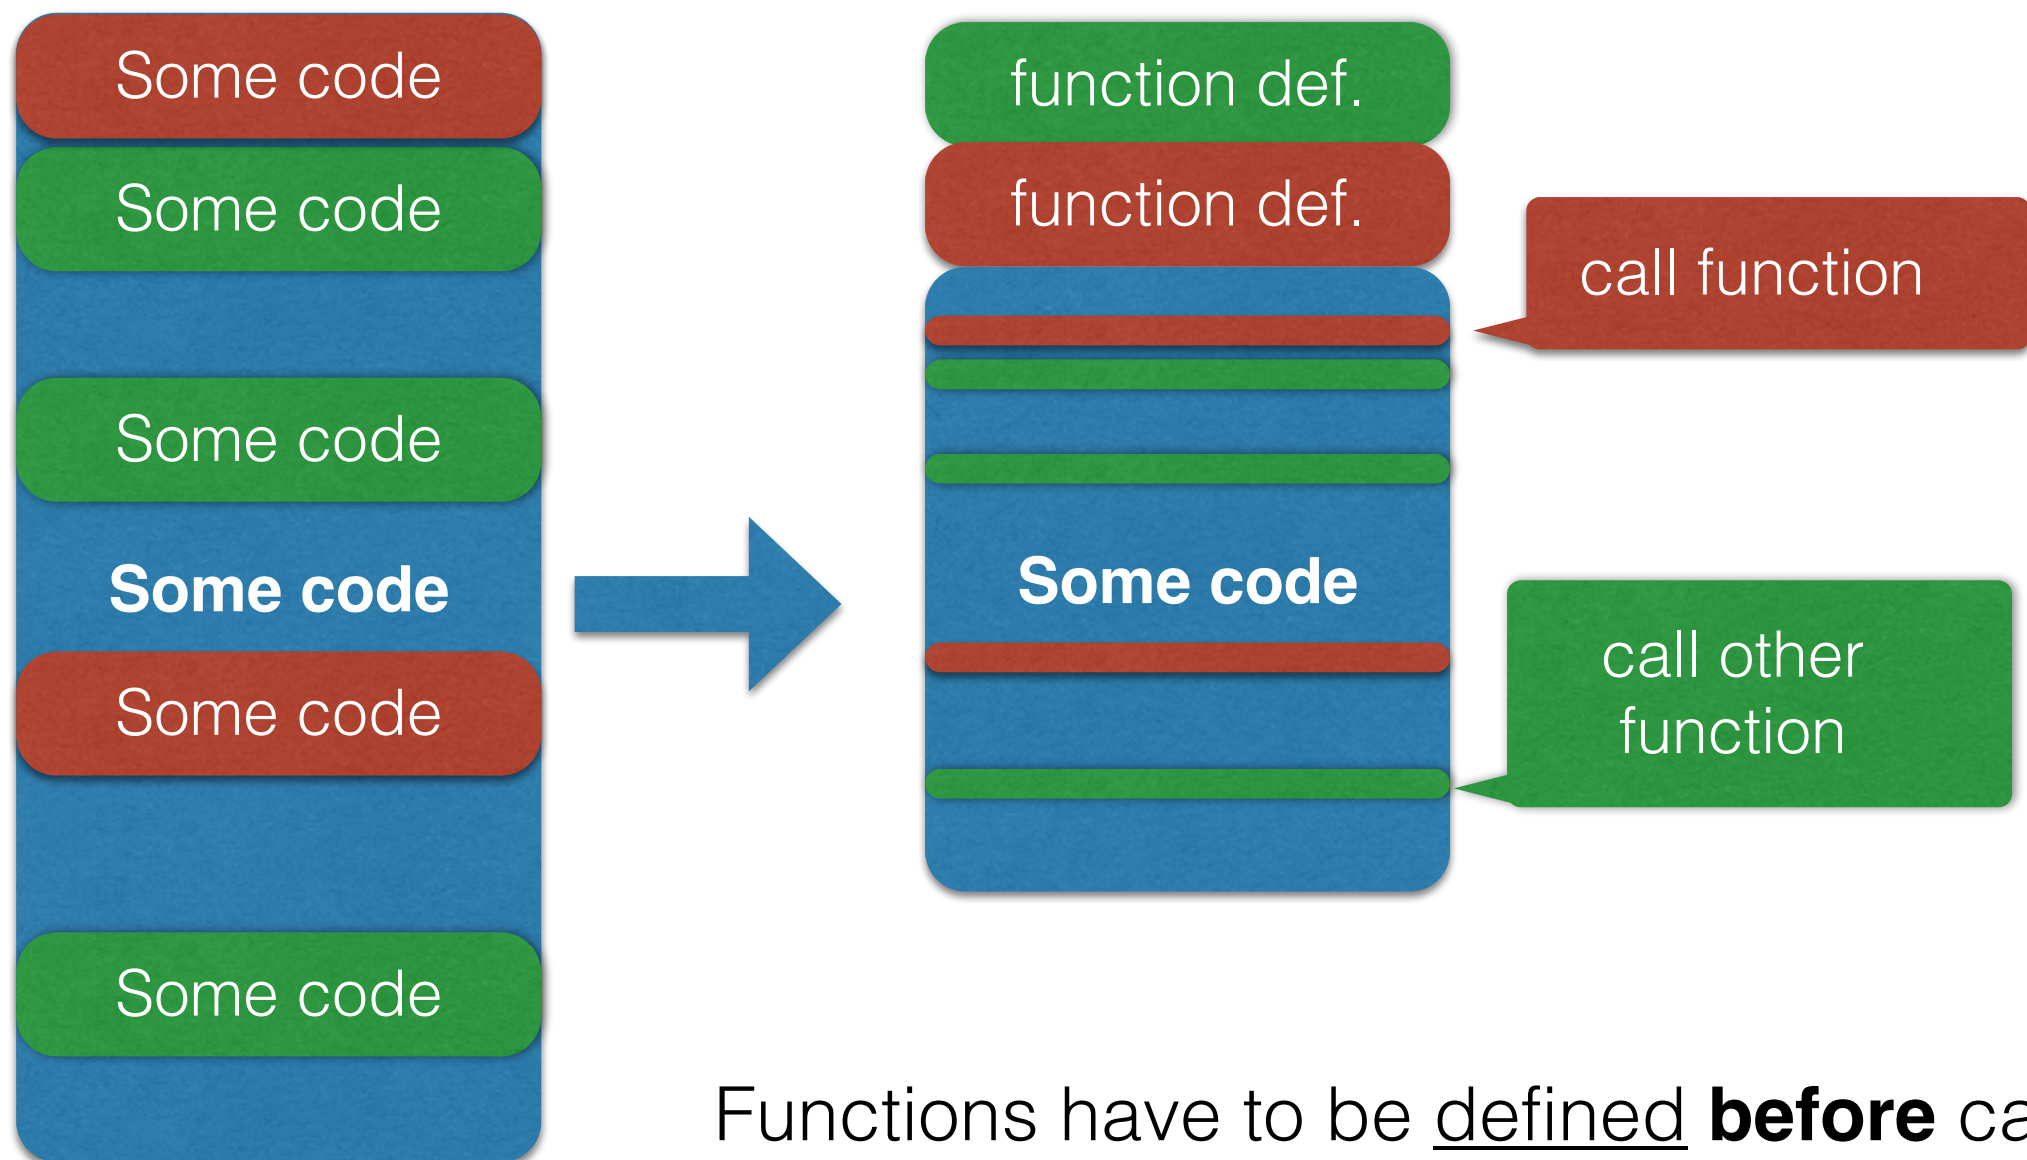 Some code
Some code
Some code
Some code
Some code
Some code
function def.
function def.
call function
Some code
call other
function
Functions have to be defined before